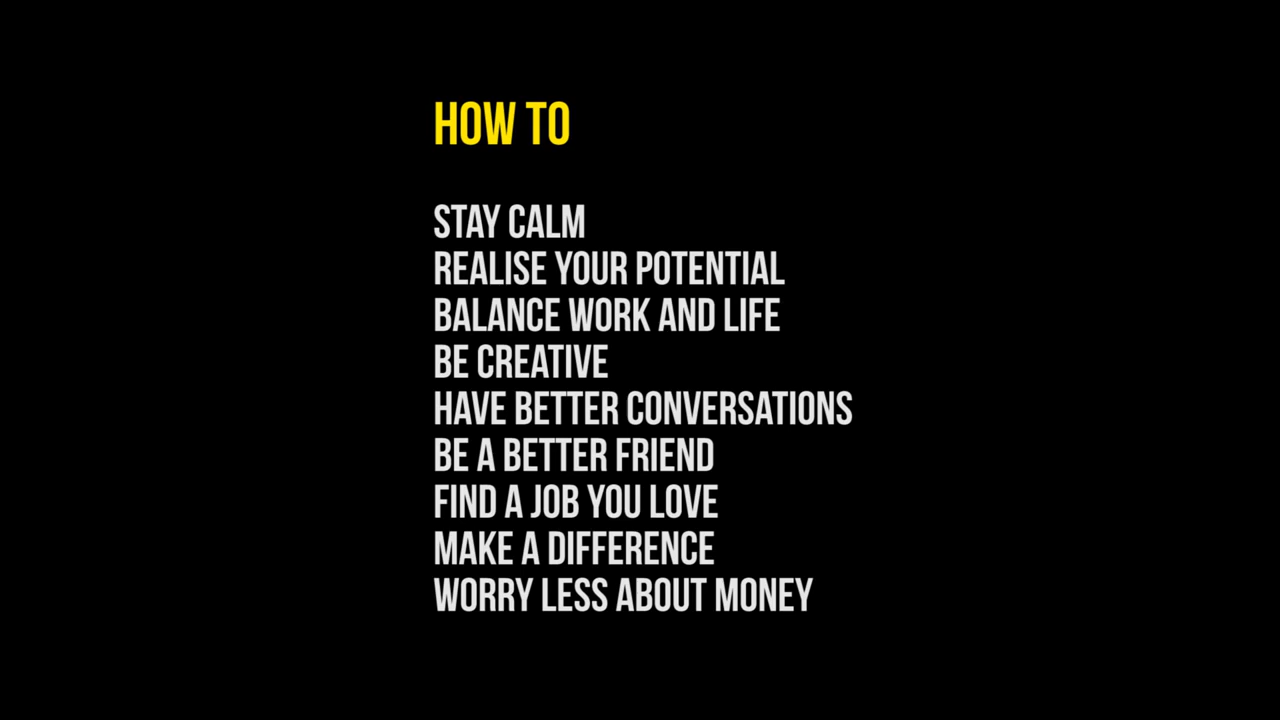 HOW TO
STAY CALM
REALISE YOUR POTENTIAL
BALANCE WORK AND LIFE
BE CREATIVE
HAVE BETTER CONVERSATIONS
BE A BETTER FRIEND
FIND A JOB YOU LOVE
MAKE A DIFFERENCE
WORRY LESS ABOUT MONEY